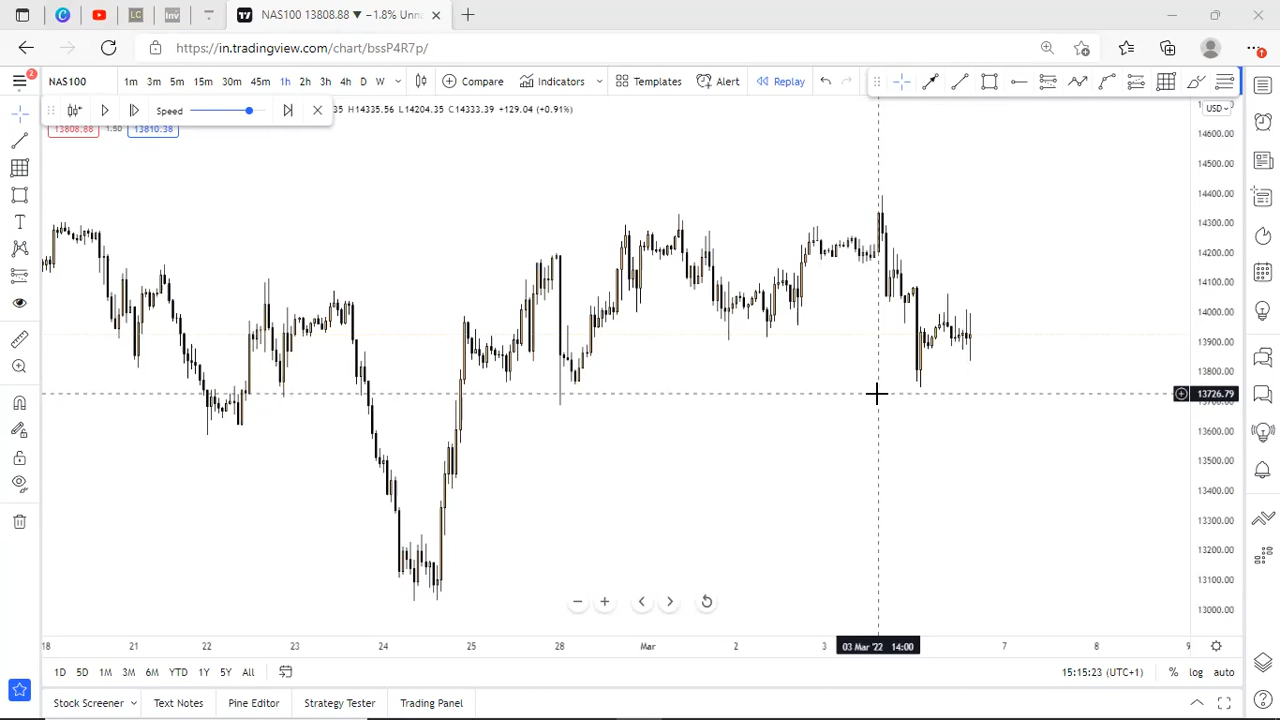 NAS100 13808.88 ▼ −1.8% Unn
https://in.tradingview.com/chart/bssP4R7p/
2
NAS100
1m 3m 5m 15m 30m 45m 1h 2h 3h 4h D W
Compare
Indicators
Templates
Alert
Replay
Speed
35 H14335.56 L14204.35 C14333.39 +129.04 (+0.91%)
USD
13808.88 1.50 13810.38
14600.00
14500.00
14400.00
14300.00
14200.00
14100.00
14000.00
13900.00
13800.00
13726.79
13600.00
13500.00
13400.00
13300.00
13200.00
13100.00
13000.00
18 21 22 23 24 25 28 Mar 2 3 03 Mar '22 14:00 7 8 9
1D 5D 1M 3M 6M YTD 1Y 5Y All
15:15:23 (UTC+1) % log auto
Stock Screener Text Notes Pine Editor Strategy Tester Trading Panel